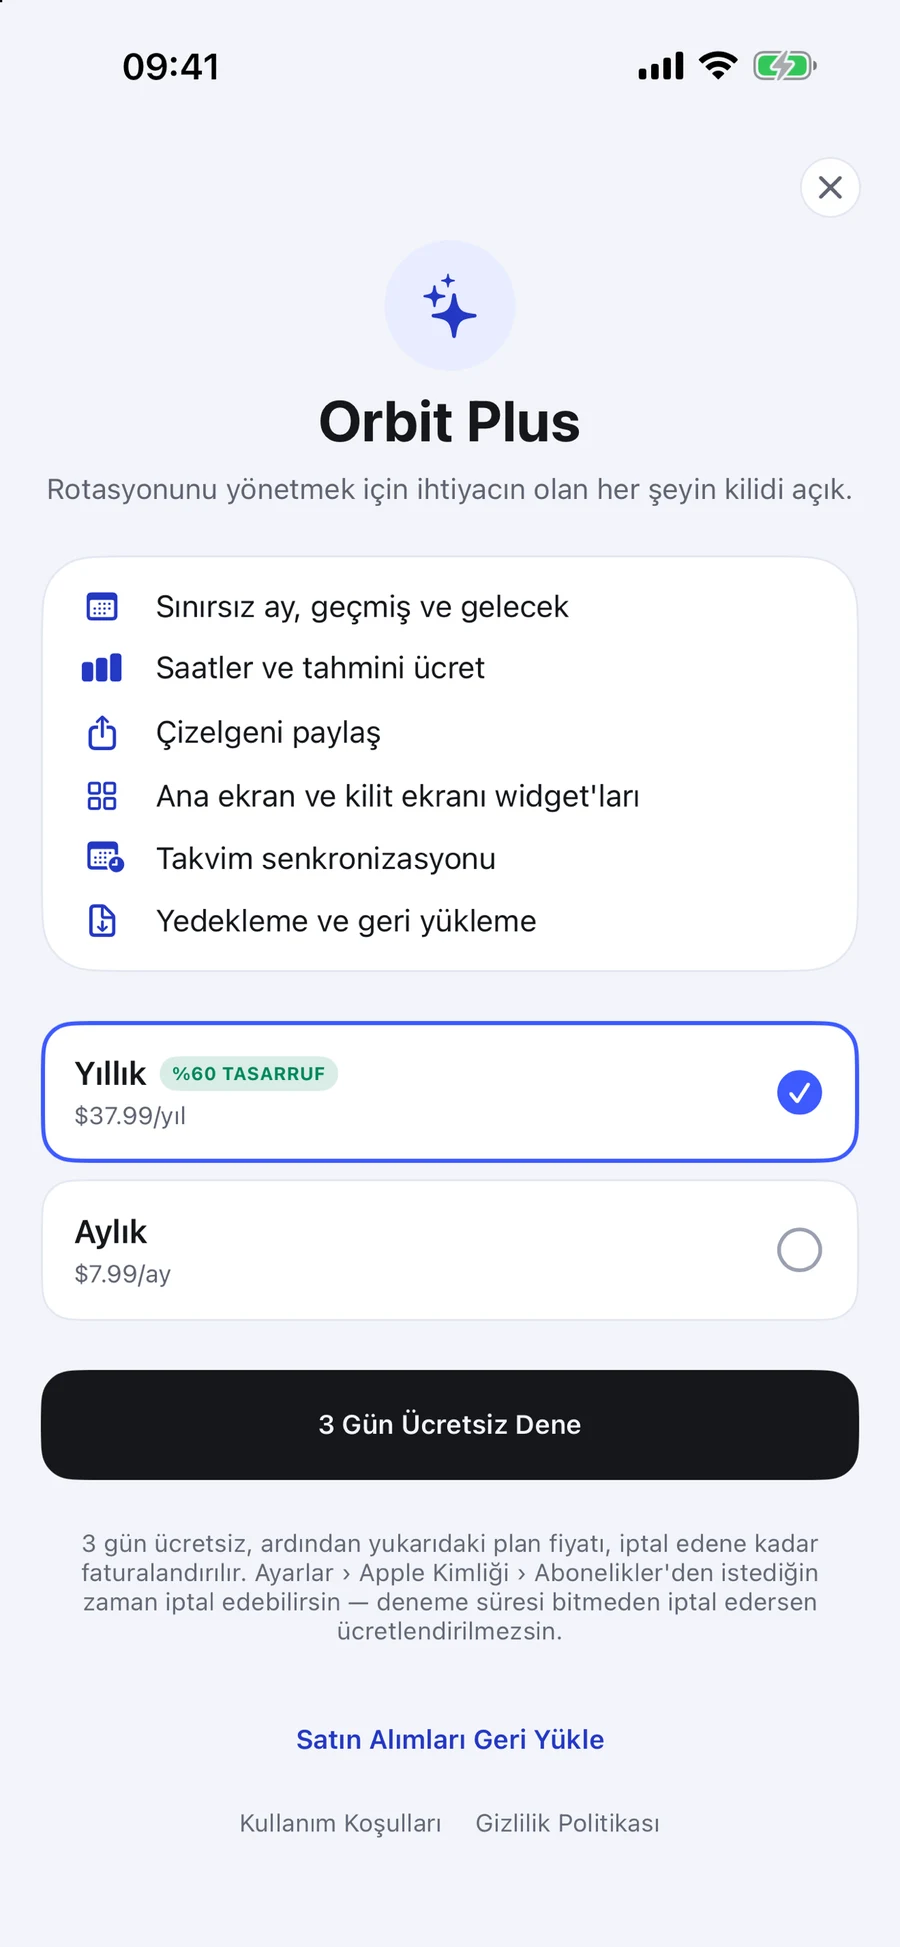 09:41
Orbit Plus
Rotasyonunu yönetmek için ihtiyacın olan her şeyin kilidi açık.
Sınırsız ay, geçmiş ve gelecek
Saatler ve tahmini ücret
Çizelgeni paylaş
Ana ekran ve kilit ekranı widget'ları
Takvim senkronizasyonu
Yedekleme ve geri yükleme
Yıllık %60 TASARRUF
$37.99/yıl
Aylık
$7.99/ay
3 Gün Ücretsiz Dene
3 gün ücretsiz, ardından yukarıdaki plan fiyatı, iptal edene kadar
faturalandırılır. Ayarlar › Apple Kimliği › Abonelikler'den istediğin
zaman iptal edebilirsin — deneme süresi bitmeden iptal edersen
ücretlendirilmezsin.
Satın Alımları Geri Yükle
Kullanım Koşulları Gizlilik Politikası